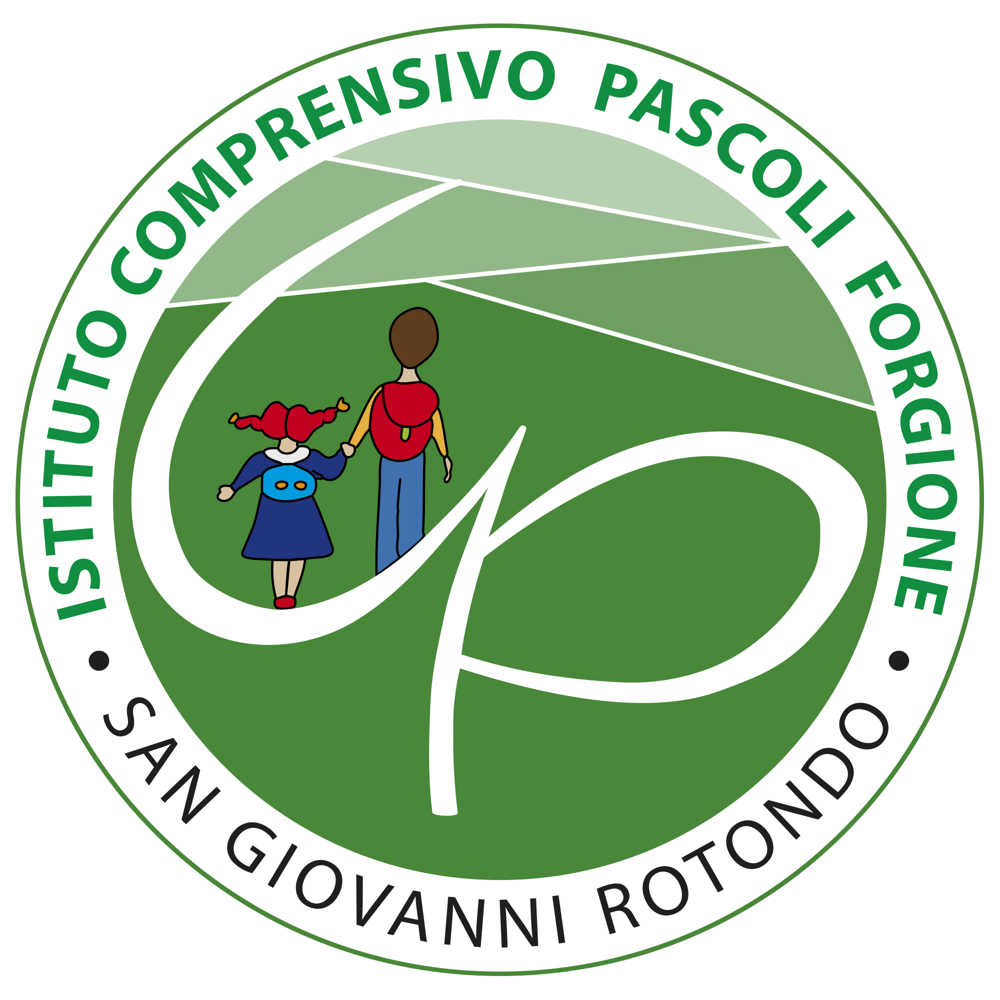 ISTITUTO COMPRENSIVO PASCOLI FORGIONE
• SAN GIOVANNI ROTONDO •